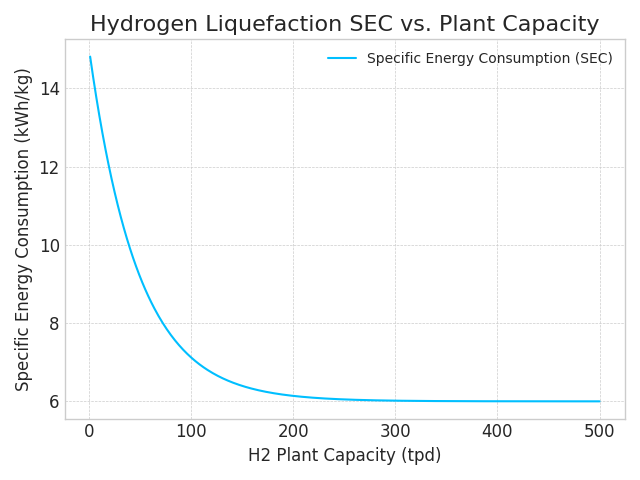 Hydrogen Liquefaction SEC vs. Plant Capacity
Specific Energy Consumption (SEC)
Specific Energy Consumption (kWh/kg)
14
12
10
8
6
0 100 200 300 400 500
H2 Plant Capacity (tpd)